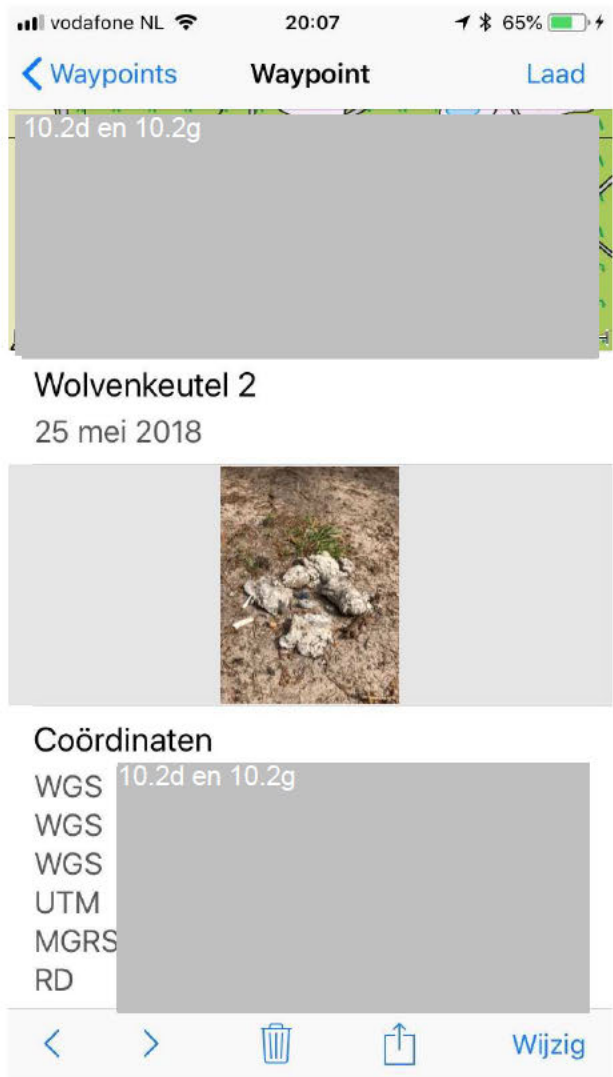 vodafone NL 20:07 65%
Waypoints Waypoint Laad
10.2d en 10.2g
Wolvenkeutel 2
25 mei 2018
Coördinaten
10.2d en 10.2g
WGS
WGS
WGS
UTM
MGRS
RD
Wijzig